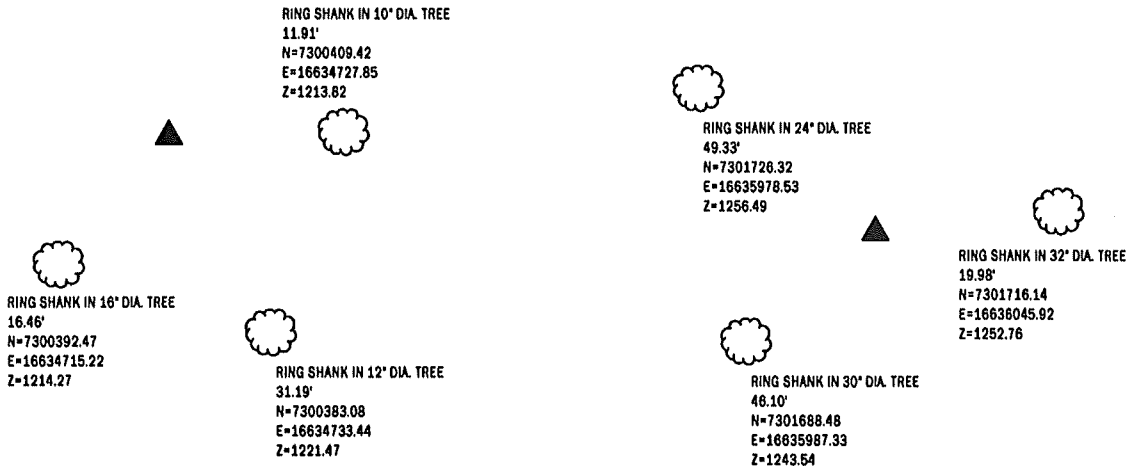 RING SHANK IN 10" DIA. TREE
11.91'
N=7300409.42
E=16634727.85
Z=1213.82
RING SHANK IN 16" DIA. TREE
16.46'
N=7300392.47
E=16634715.22
Z=1214.27
RING SHANK IN 12" DIA. TREE
31.19'
N=7300383.08
E=16634733.44
Z=1221.47
RING SHANK IN 24" DIA. TREE
49.33'
N=7301726.32
E=16635978.53
Z=1256.49
RING SHANK IN 32" DIA. TREE
19.98'
N=7301716.14
E=16636045.92
Z=1252.76
RING SHANK IN 30" DIA. TREE
46.10'
N=7301688.48
E=16635987.33
Z=1243.54